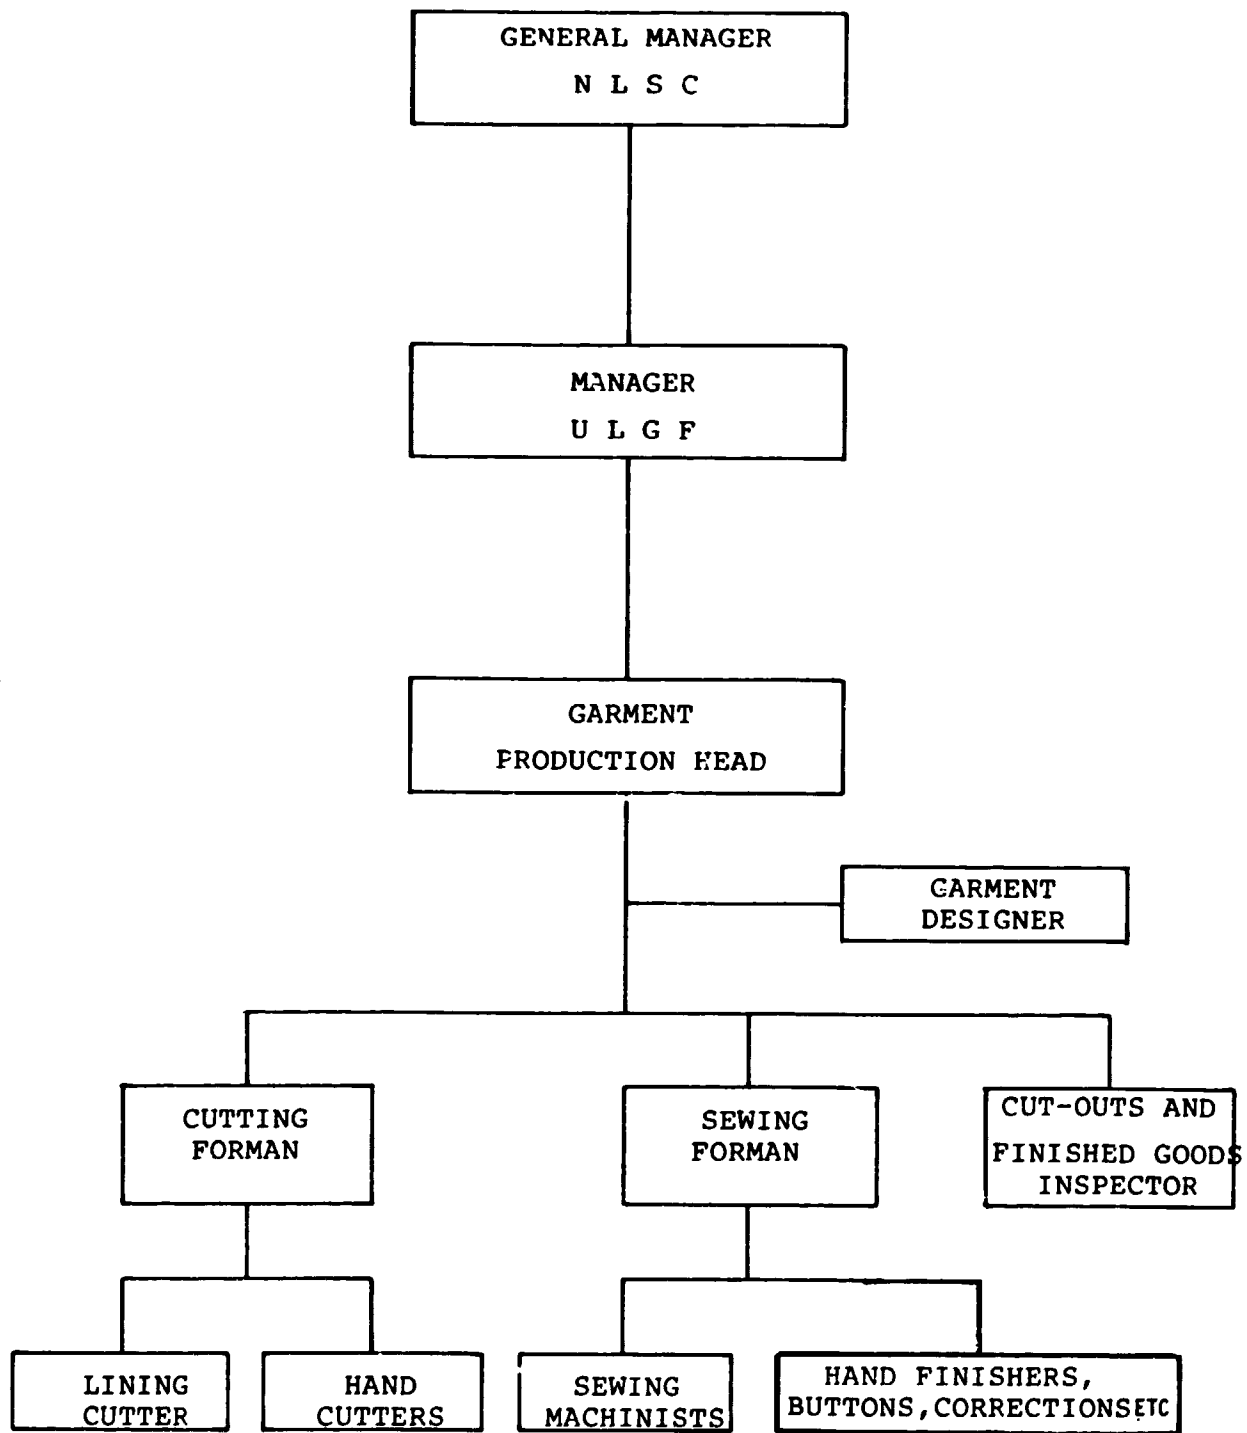 GENERAL MANAGER
N L S C
MANAGER
U L G F
GARMENT
PRODUCTION HEAD
GARMENT
DESIGNER
CUTTING
FORMAN
SEWING
FORMAN
CUT-OUTS AND
FINISHED GOODS
INSPECTOR
LINING
CUTTER
HAND
CUTTERS
SEWING
MACHINISTS
HAND FINISHERS,
BUTTONS, CORRECTIONS ETC